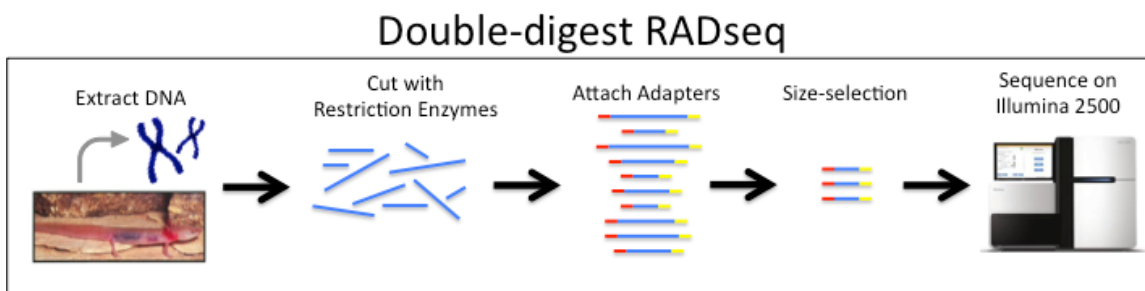 Double-digest RADseq
Extract DNA
Cut with
Restriction Enzymes
Attach Adapters
Size-selection
Sequence on
Illumina 2500